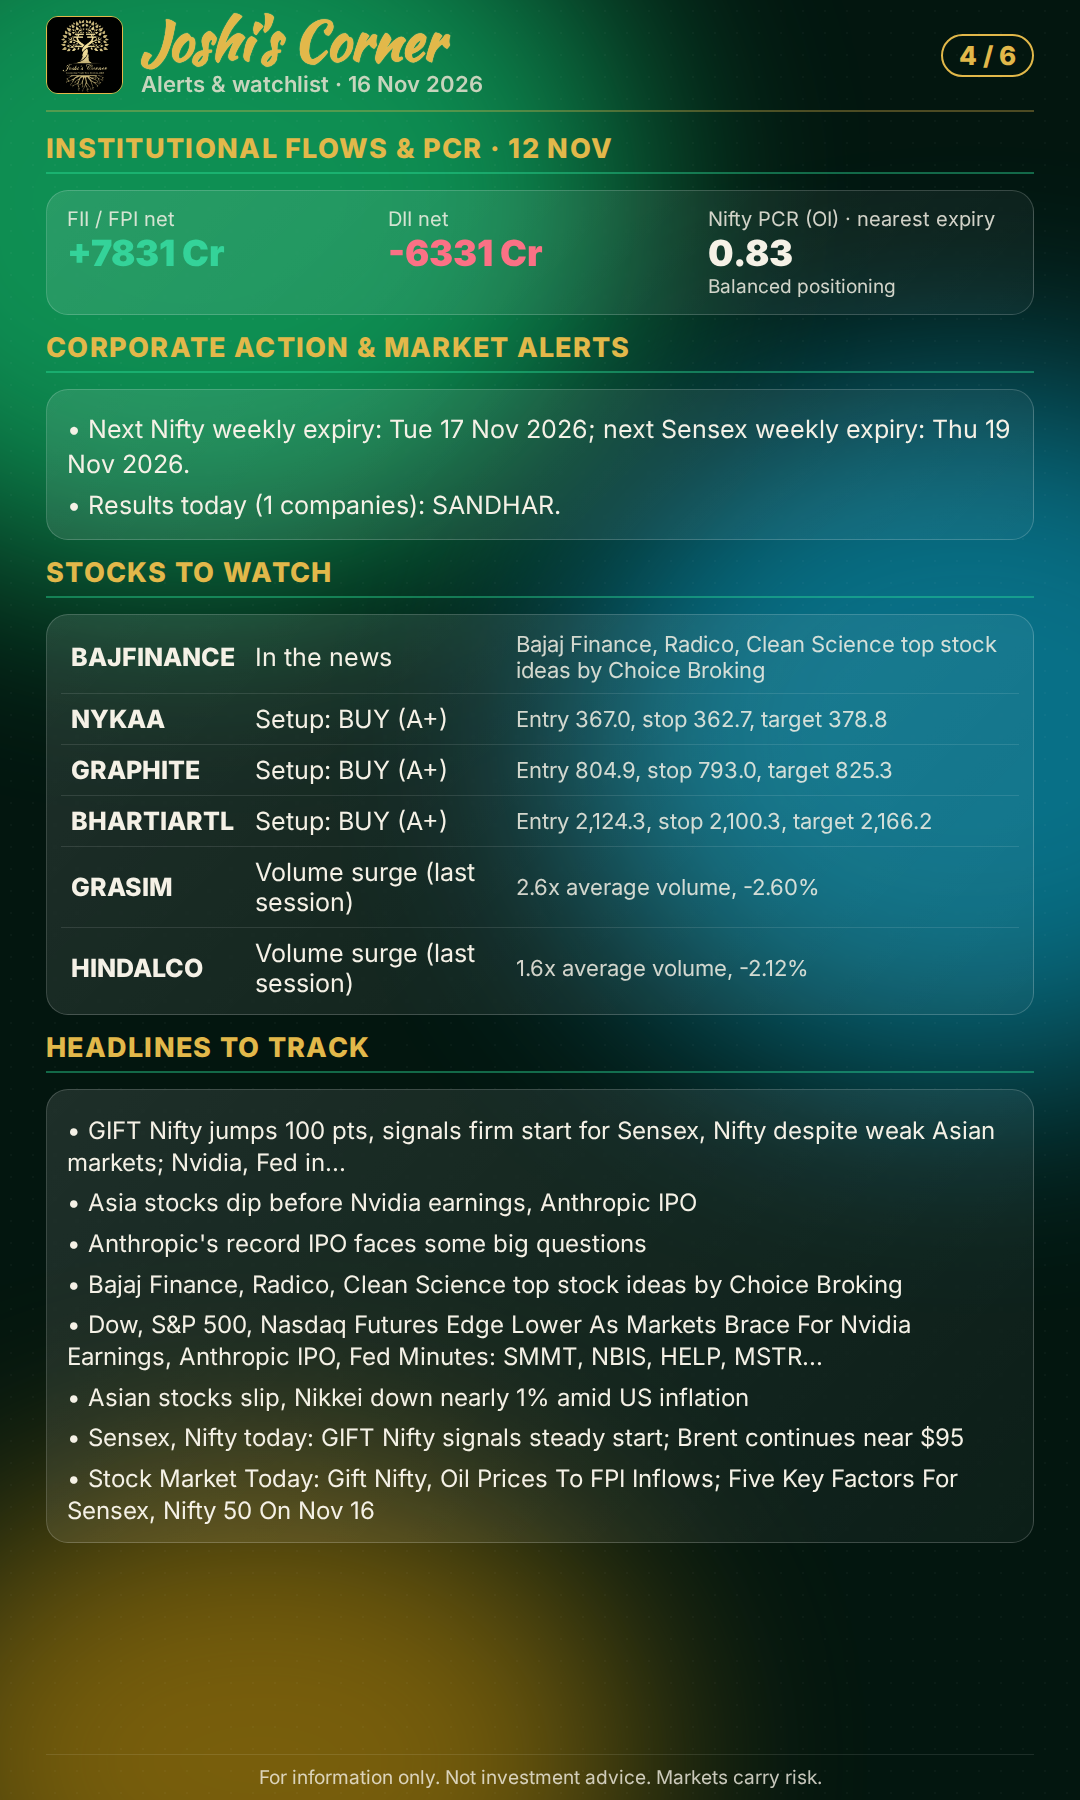 Joshi's Corner
Joshi's Corner
Alerts & watchlist · 16 Nov 2026
4 / 6
INSTITUTIONAL FLOWS & PCR · 12 NOV
FII / FPI net
+7831 Cr
DII net
-6331 Cr
Nifty PCR (OI) · nearest expiry
0.83
Balanced positioning
CORPORATE ACTION & MARKET ALERTS
• Next Nifty weekly expiry: Tue 17 Nov 2026; next Sensex weekly expiry: Thu 19
Nov 2026.
• Results today (1 companies): SANDHAR.
STOCKS TO WATCH
BAJFINANCE In the news Bajaj Finance, Radico, Clean Science top stock
ideas by Choice Broking
NYKAA Setup: BUY (A+) Entry 367.0, stop 362.7, target 378.8
GRAPHITE Setup: BUY (A+) Entry 804.9, stop 793.0, target 825.3
BHARTIARTL Setup: BUY (A+) Entry 2,124.3, stop 2,100.3, target 2,166.2
GRASIM Volume surge (last
session) 2.6x average volume, -2.60%
HINDALCO Volume surge (last
session) 1.6x average volume, -2.12%
HEADLINES TO TRACK
• GIFT Nifty jumps 100 pts, signals firm start for Sensex, Nifty despite weak Asian
markets; Nvidia, Fed in...
• Asia stocks dip before Nvidia earnings, Anthropic IPO
• Anthropic's record IPO faces some big questions
• Bajaj Finance, Radico, Clean Science top stock ideas by Choice Broking
• Dow, S&P 500, Nasdaq Futures Edge Lower As Markets Brace For Nvidia
Earnings, Anthropic IPO, Fed Minutes: SMMT, NBIS, HELP, MSTR...
• Asian stocks slip, Nikkei down nearly 1% amid US inflation
• Sensex, Nifty today: GIFT Nifty signals steady start; Brent continues near $95
• Stock Market Today: Gift Nifty, Oil Prices To FPI Inflows; Five Key Factors For
Sensex, Nifty 50 On Nov 16
For information only. Not investment advice. Markets carry risk.